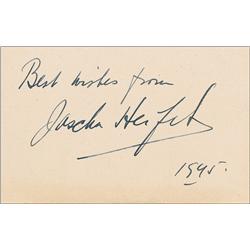 Best wishes from
Jascha Heifetz
1945.